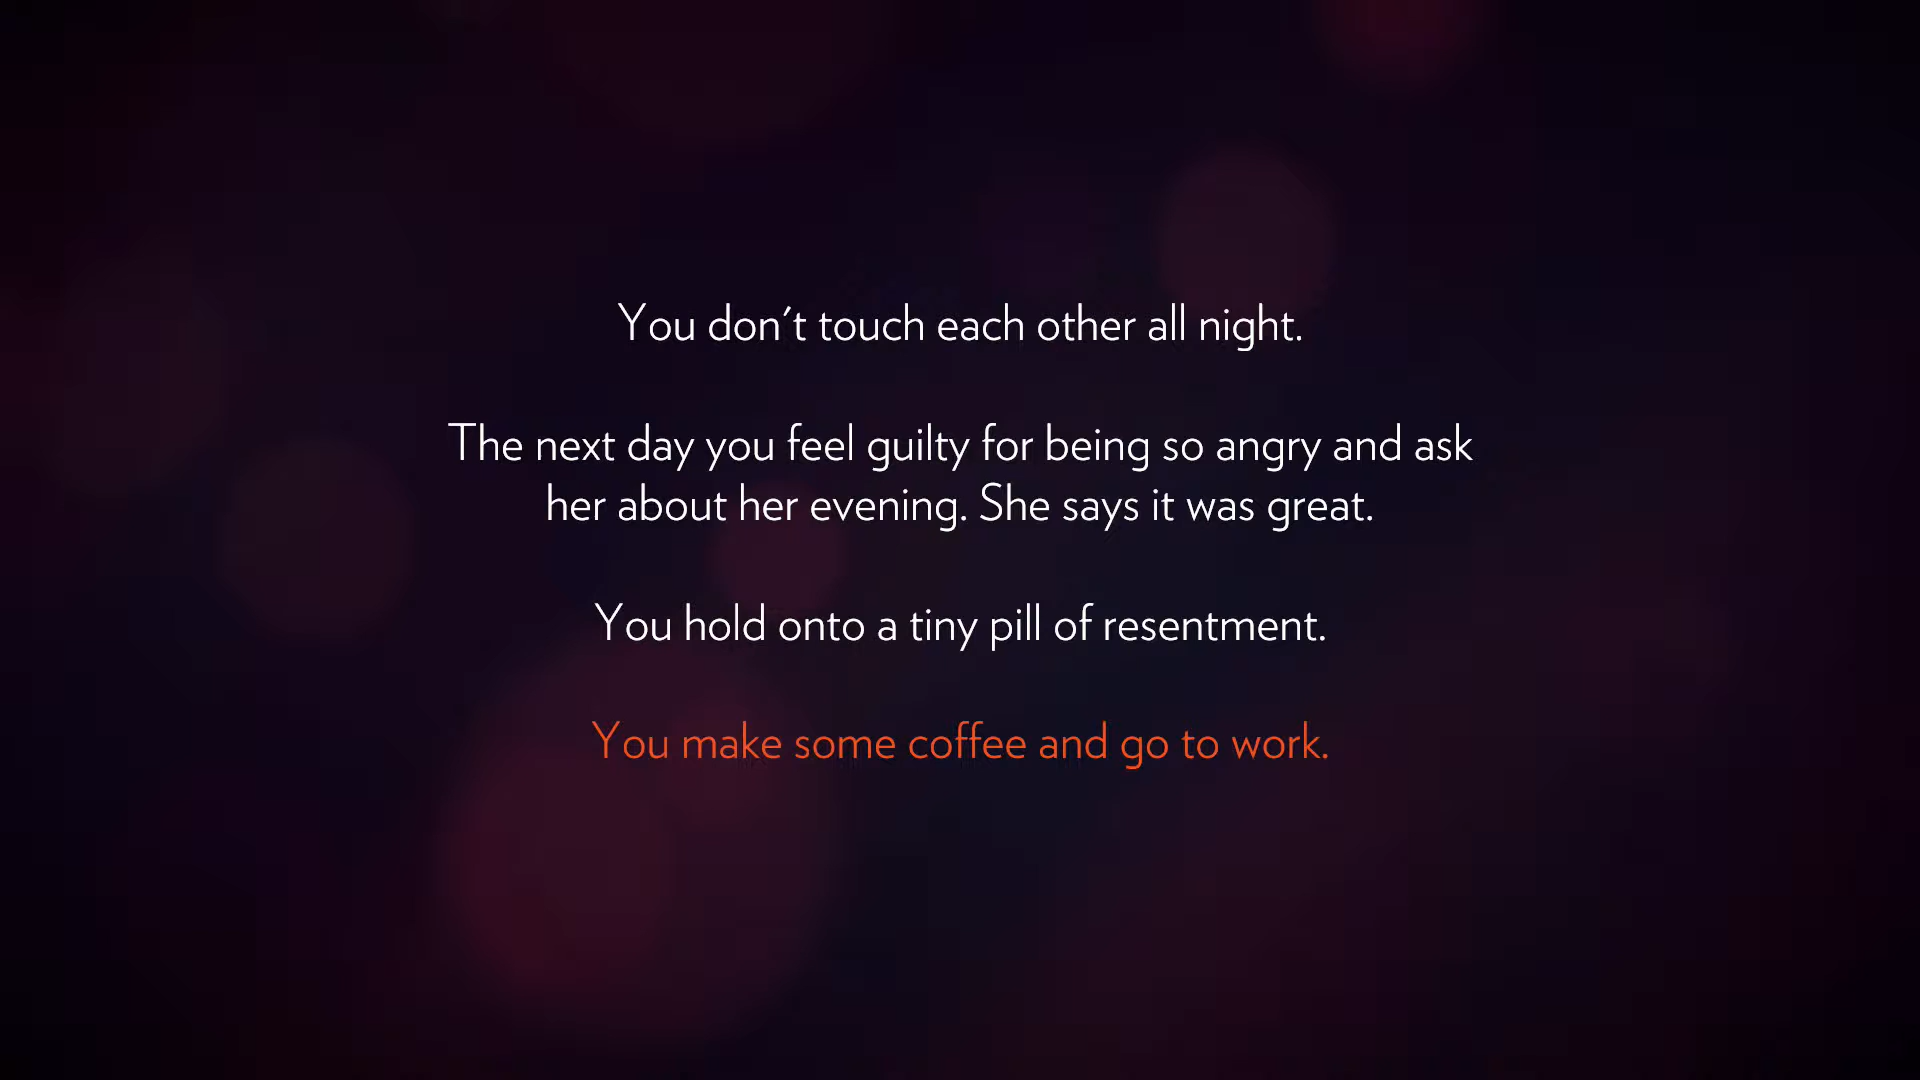 You don't touch each other all night.
The next day you feel guilty for being so angry and ask
her about her evening. She says it was great.
You hold onto a tiny pill of resentment.
You make some coffee and go to work.